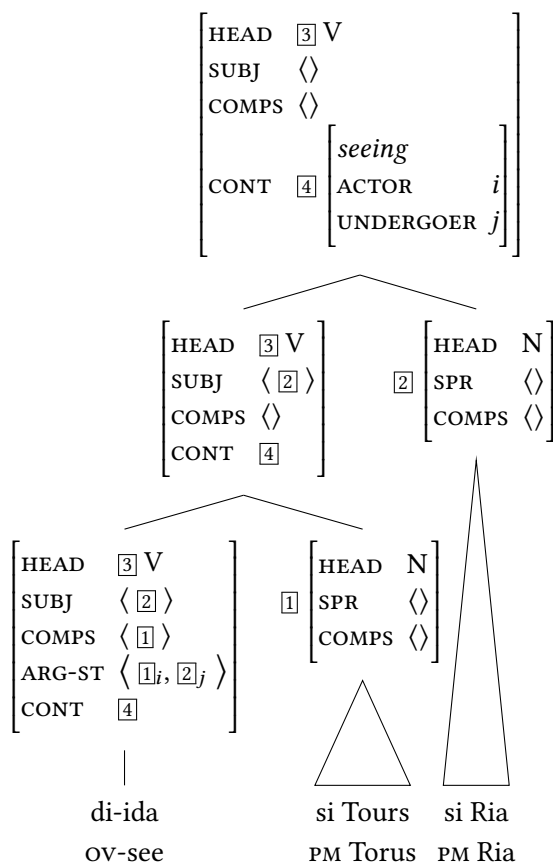 HEAD 3 V
SUBJ ⟨⟩
COMPS ⟨⟩
seeing
CONT 4 ACTOR i
UNDERGOER j
HEAD 3 V
SUBJ ⟨ 2 ⟩
COMPS ⟨⟩
CONT 4
HEAD N
2 SPR ⟨⟩
COMPS ⟨⟩
HEAD 3 V
SUBJ ⟨ 2 ⟩
COMPS ⟨ 1 ⟩
ARG-ST ⟨ 1i, 2j ⟩
CONT 4
HEAD N
1 SPR ⟨⟩
COMPS ⟨⟩
di-ida si Tours si Ria
OV-see PM Torus PM Ria